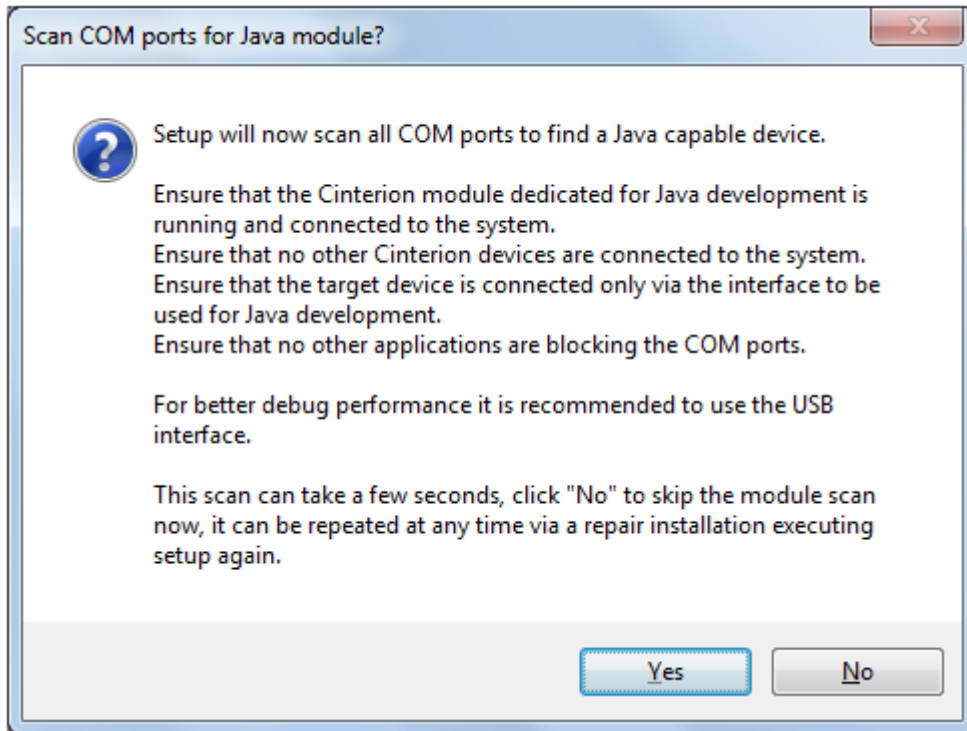 Scan COM ports for Java module?
Setup will now scan all COM ports to find a Java capable device.
Ensure that the Cinterion module dedicated for Java development is
running and connected to the system.
Ensure that no other Cinterion devices are connected to the system.
Ensure that the target device is connected only via the interface to be
used for Java development.
Ensure that no other applications are blocking the COM ports.
For better debug performance it is recommended to use the USB
interface.
This scan can take a few seconds, click "No" to skip the module scan
now, it can be repeated at any time via a repair installation executing
setup again.
Yes
No